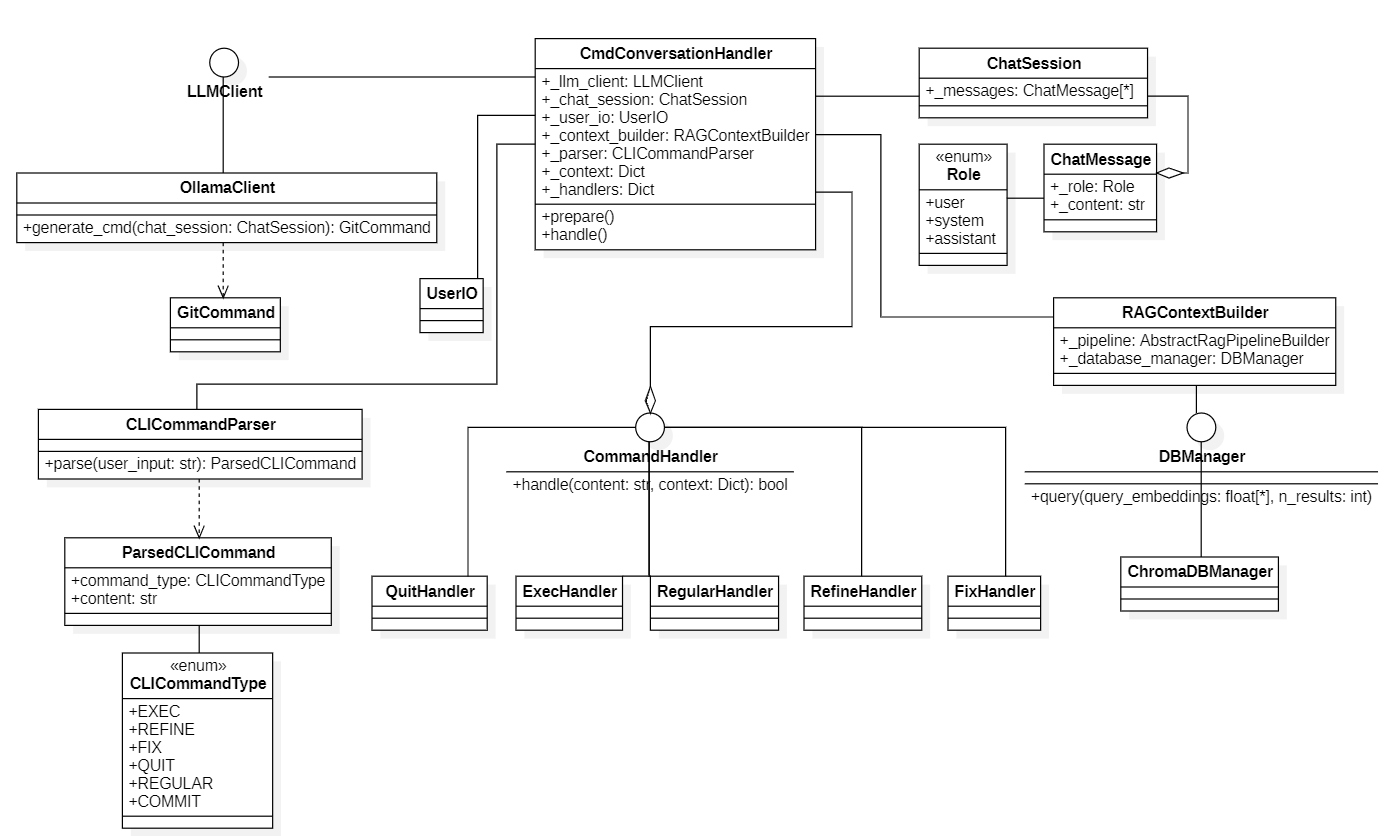 LLMClient
OllamaClient
+generate_cmd(chat_session: ChatSession): GitCommand
GitCommand
CmdConversationHandler
+_llm_client: LLMClient
+_chat_session: ChatSession
+_user_io: UserIO
+_context_builder: RAGContextBuilder
+_parser: CLICommandParser
+_context: Dict
+_handlers: Dict
+prepare()
+handle()
ChatSession
+_messages: ChatMessage[*]
«enum»
Role
+user
+system
+assistant
ChatMessage
+_role: Role
+_content: str
UserIO
RAGContextBuilder
+_pipeline: AbstractRagPipelineBuilder
+_database_manager: DBManager
CLICommandParser
+parse(user_input: str): ParsedCLICommand
CommandHandler
+handle(content: str, context: Dict): bool
DBManager
+query(query_embeddings: float[*], n_results: int)
ParsedCLICommand
+command_type: CLICommandType
+content: str
QuitHandler
ExecHandler
RegularHandler
RefineHandler
FixHandler
ChromaDBManager
«enum»
CLICommandType
+EXEC
+REFINE
+FIX
+QUIT
+REGULAR
+COMMIT